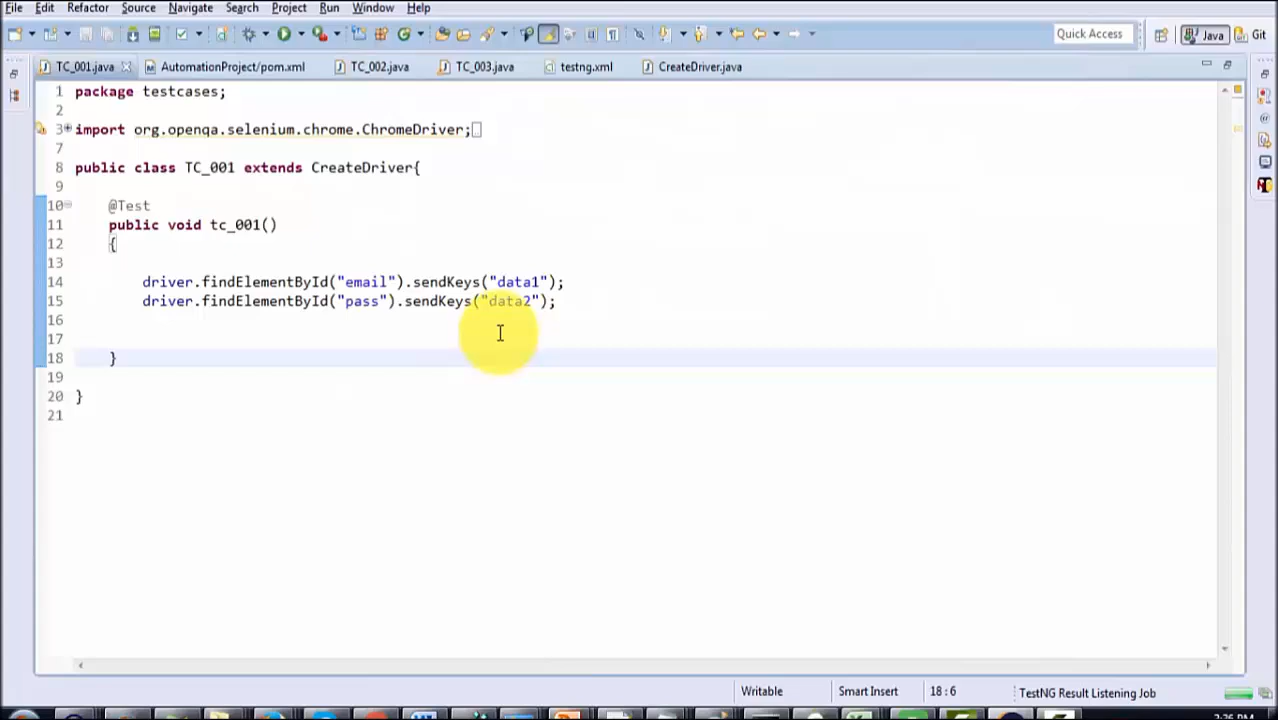 File Edit Refactor Source Navigate Search Project Run Window Help
Quick Access Java Git
TC_001.java AutomationProject/pom.xml TC_002.java TC_003.java testng.xml CreateDriver.java
1 package testcases;
2
3 import org.openqa.selenium.chrome.ChromeDriver;
7
8 public class TC_001 extends CreateDriver{
9
10 @Test
11 public void tc_001()
12 {
13
14 driver.findElementById("email").sendKeys("data1");
15 driver.findElementById("pass").sendKeys("data2");
16
17
18 }
19
20 }
21
Writable Smart Insert 18:6 TestNG Result Listening Job